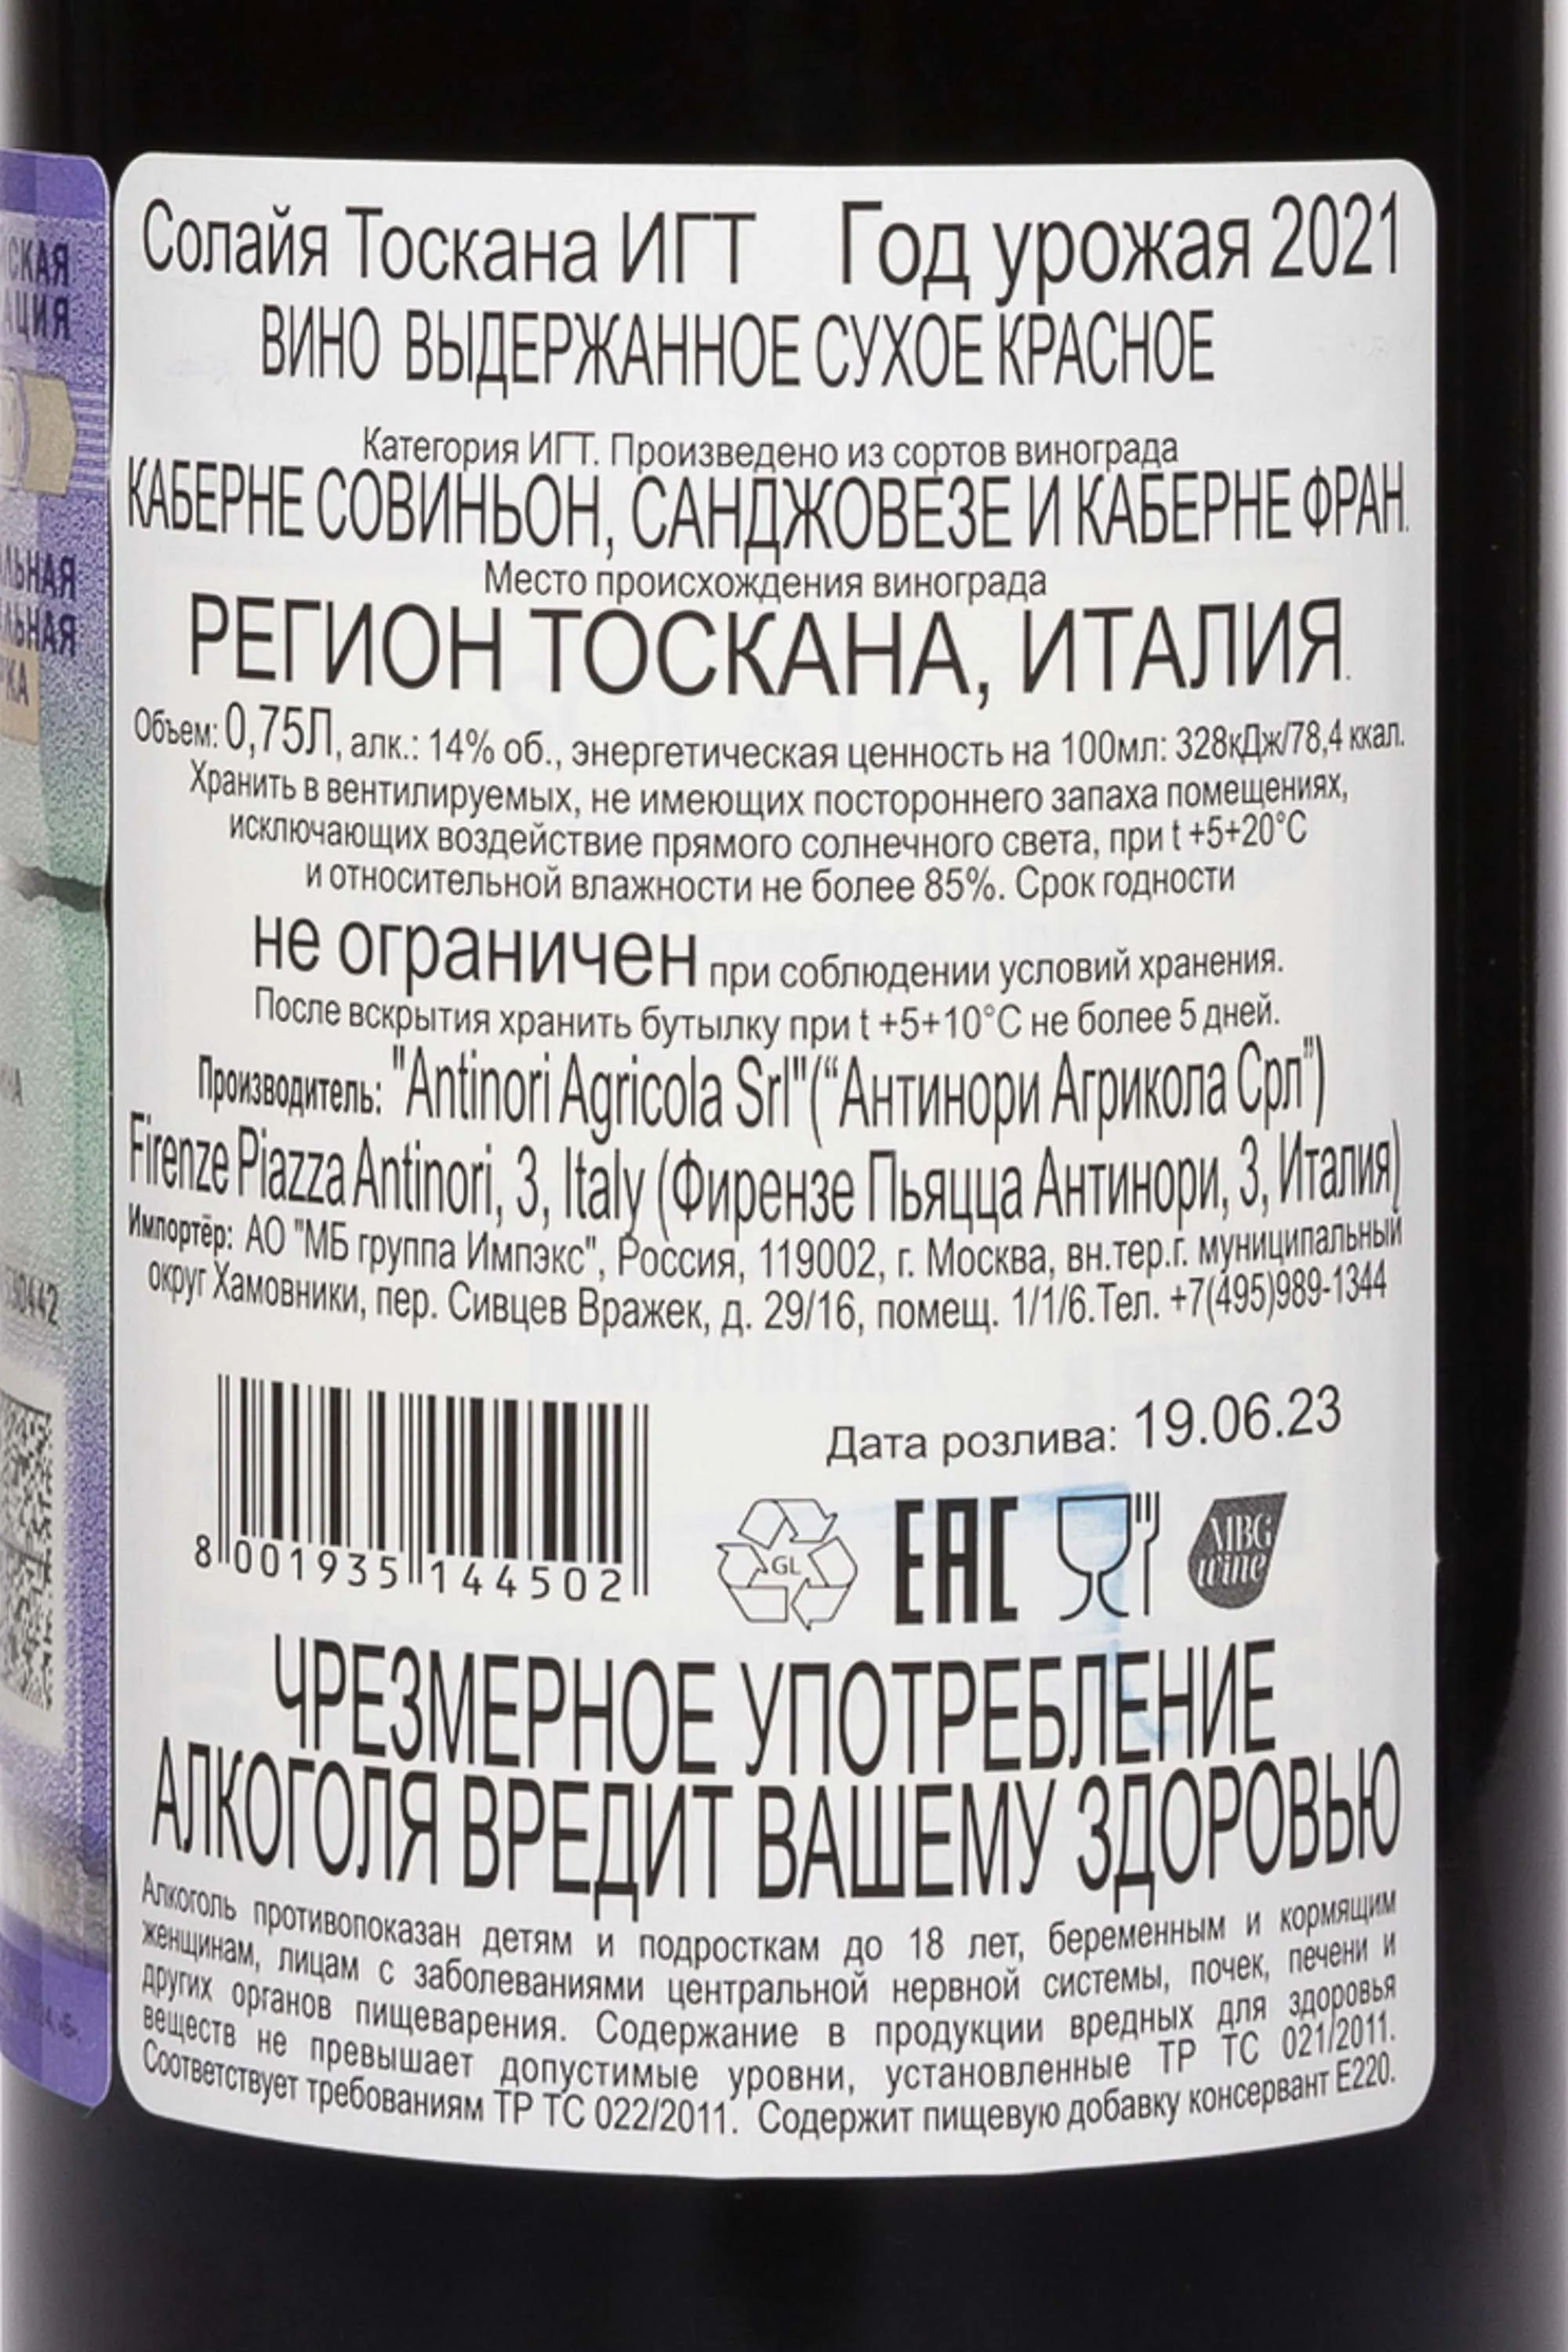 Солайя Тоскана ИГТ Год урожая 2021
ВИНО ВЫДЕРЖАННОЕ СУХОЕ КРАСНОЕ
Категория ИГТ. Произведено из сортов винограда
КАБЕРНЕ СОВИНЬОН, САНДЖОВЕЗЕ И КАБЕРНЕ ФРАН.
Место происхождения винограда
РЕГИОН ТОСКАНА, ИТАЛИЯ.
Объем: 0,75Л, алк.: 14% об., энергетическая ценность на 100мл: 328кДж/78,4 ккал.
Хранить в вентилируемых, не имеющих постороннего запаха помещениях,
исключающих воздействие прямого солнечного света, при t +5+20°C
и относительной влажности не более 85%. Срок годности
не ограничен при соблюдении условий хранения.
После вскрытия хранить бутылку при t +5+10°C не более 5 дней.
Производитель: "Antinori Agricola Srl"(“Антинори Агрикола Срл”)
Firenze Piazza Antinori, 3, Italy (Фирензе Пьяцца Антинори, 3, Италия)
Импортёр: АО "МБ группа Импэкс", Россия, 119002, г. Москва, вн.тер.г. муниципальный
округ Хамовники, пер. Сивцев Вражек, д. 29/16, помещ. 1/1/6.Тел. +7(495)989-1344
Дата розлива: 19.06.23
8 001935 144502
GL EAC MBG wine
ЧРЕЗМЕРНОЕ УПОТРЕБЛЕНИЕ
АЛКОГОЛЯ ВРЕДИТ ВАШЕМУ ЗДОРОВЬЮ
Алкоголь противопоказан детям и подросткам до 18 лет, беременным и кормящим
женщинам, лицам с заболеваниями центральной нервной системы, почек, печени и
других органов пищеварения. Содержание в продукции вредных для здоровья
веществ не превышает допустимые уровни, установленные ТР ТС 021/2011.
Соответствует требованиям ТР ТС 022/2011. Содержит пищевую добавку консервант Е220.